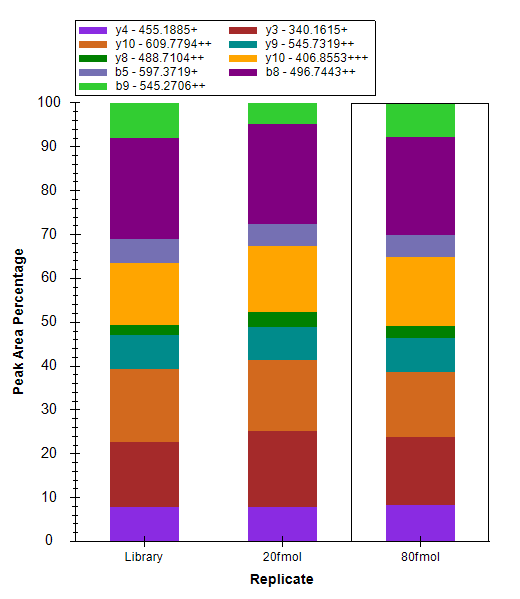 y4 - 455.1885+ y3 - 340.1615+
y10 - 609.7794++ y9 - 545.7319++
y8 - 488.7104++ y10 - 406.8553+++
b5 - 597.3719+ b8 - 496.7443++
b9 - 545.2706++
100
90
80
70
60
50
40
30
20
10
0
Peak Area Percentage
Library 20fmol 80fmol
Replicate